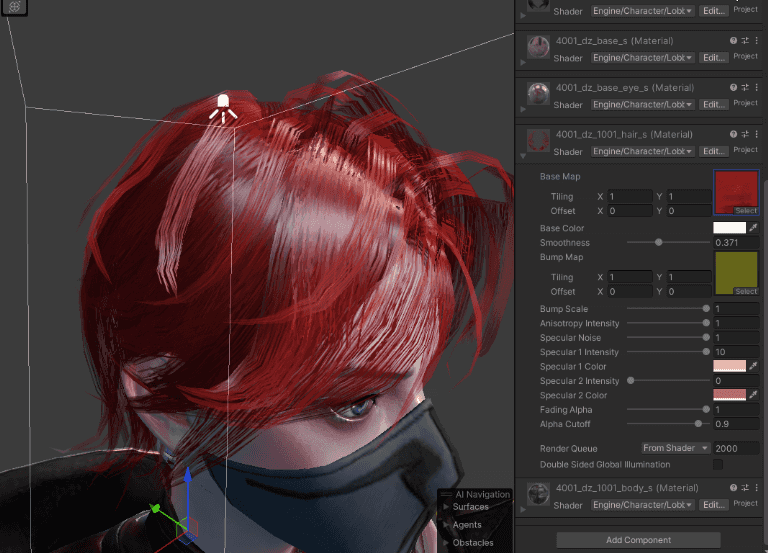 Shader Engine/Character/Lobb Edit... Project
4001_dz_base_s (Material)
Shader Engine/Character/Lobb Edit... Project
4001_dz_base_eye_s (Material)
Shader Engine/Character/Lobb Edit... Project
4001_dz_1001_hair_s (Material)
Shader Engine/Character/Lobb Edit... Project
Base Map
Tiling X 1 Y 1
Offset X 0 Y 0
Select
Base Color
Smoothness 0.371
Bump Map
Tiling X 1 Y 1
Offset X 0 Y 0
Select
Bump Scale 1
Anisotropy Intensity 1
Specular Noise 1
Specular 1 Intensity 10
Specular 1 Color
Specular 2 Intensity 0
Specular 2 Color
Fading Alpha 1
Alpha Cutoff 0.9
Render Queue From Shader 2000
Double Sided Global Illumination
4001_dz_1001_body_s (Material)
Shader Engine/Character/Lobb Edit... Project
Add Component
AI Navigation
Surfaces
Agents
Obstacles